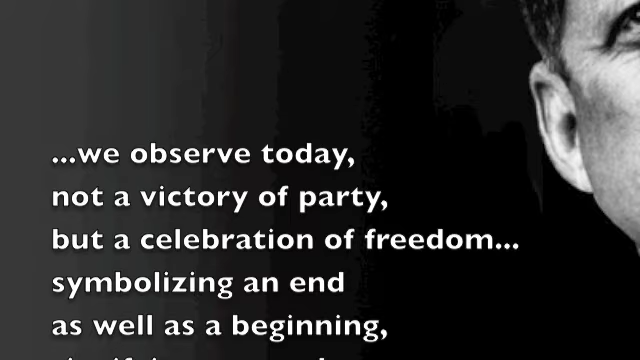 ...we observe today,
not a victory of party,
but a celebration of freedom...
symbolizing an end
as well as a beginning,